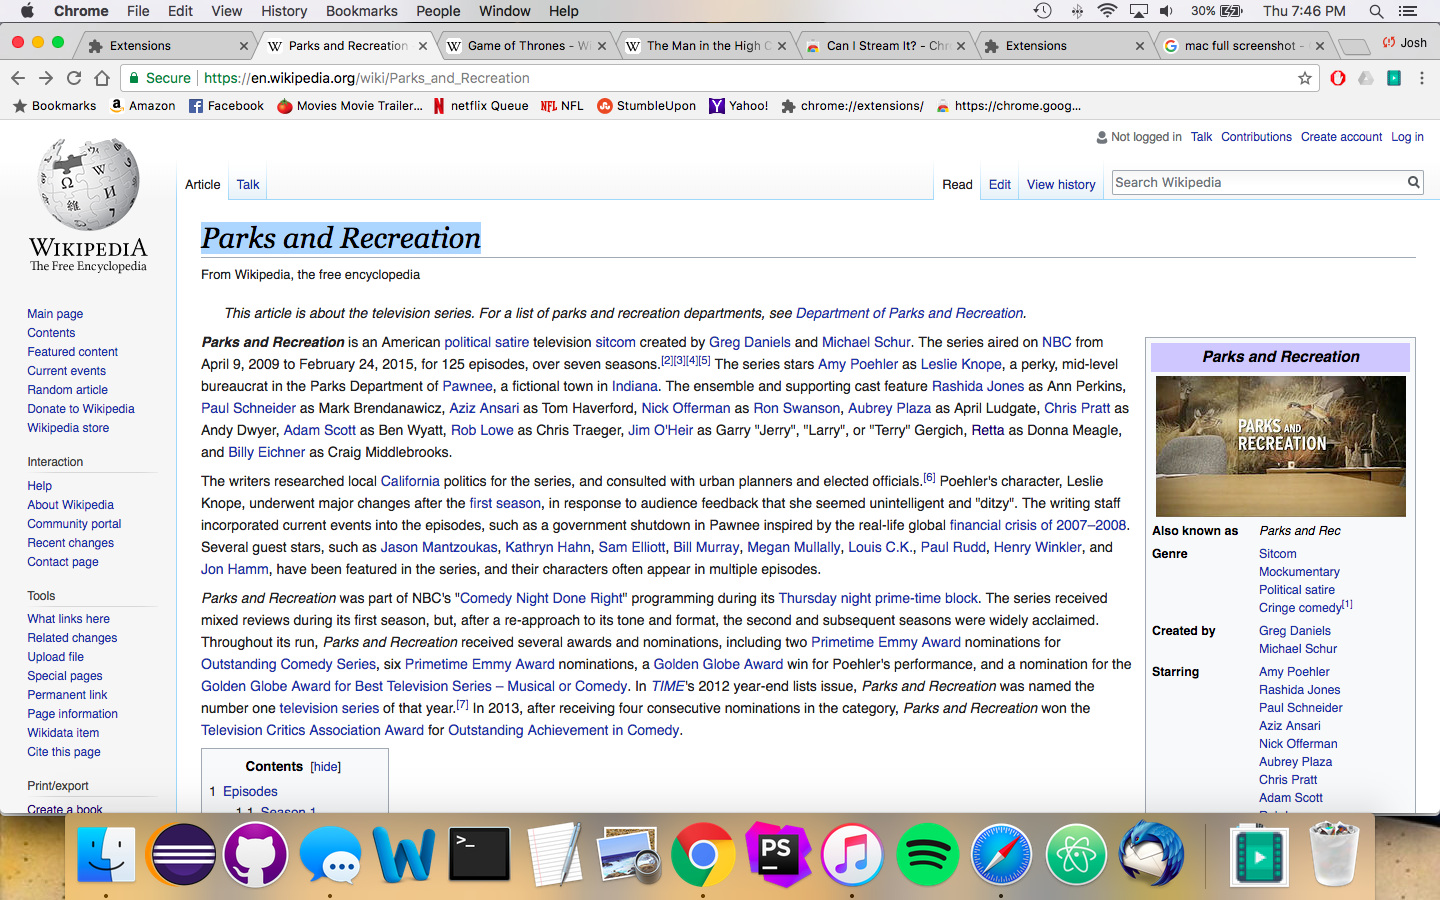 Chrome File Edit View History Bookmarks People Window Help 30% Thu 7:46 PM
Extensions Parks and Recreation Game of Thrones - Wi The Man in the High C Can I Stream It? - Chr Extensions mac full screenshot - Josh
Secure https://en.wikipedia.org/wiki/Parks_and_Recreation
Bookmarks Amazon Facebook Movies Movie Trailer... netflix Queue NFL NFL StumbleUpon Yahoo! chrome://extensions/ https://chrome.goog...
Not logged in Talk Contributions Create account Log in
Article Talk Read Edit View history Search Wikipedia
WIKIPEDIA
The Free Encyclopedia
Main page
Contents
Featured content
Current events
Random article
Donate to Wikipedia
Wikipedia store
Interaction
Help
About Wikipedia
Community portal
Recent changes
Contact page
Tools
What links here
Related changes
Upload file
Special pages
Permanent link
Page information
Wikidata item
Cite this page
Print/export
Create a book
Parks and Recreation
From Wikipedia, the free encyclopedia
This article is about the television series. For a list of parks and recreation departments, see Department of Parks and Recreation.
Parks and Recreation is an American political satire television sitcom created by Greg Daniels and Michael Schur. The series aired on NBC from
April 9, 2009 to February 24, 2015, for 125 episodes, over seven seasons.[2][3][4][5] The series stars Amy Poehler as Leslie Knope, a perky, mid-level
bureaucrat in the Parks Department of Pawnee, a fictional town in Indiana. The ensemble and supporting cast feature Rashida Jones as Ann Perkins,
Paul Schneider as Mark Brendanawicz, Aziz Ansari as Tom Haverford, Nick Offerman as Ron Swanson, Aubrey Plaza as April Ludgate, Chris Pratt as
Andy Dwyer, Adam Scott as Ben Wyatt, Rob Lowe as Chris Traeger, Jim O'Heir as Garry "Jerry", "Larry", or "Terry" Gergich, Retta as Donna Meagle,
and Billy Eichner as Craig Middlebrooks.
The writers researched local California politics for the series, and consulted with urban planners and elected officials.[6] Poehler's character, Leslie
Knope, underwent major changes after the first season, in response to audience feedback that she seemed unintelligent and "ditzy". The writing staff
incorporated current events into the episodes, such as a government shutdown in Pawnee inspired by the real-life global financial crisis of 2007–2008.
Several guest stars, such as Jason Mantzoukas, Kathryn Hahn, Sam Elliott, Bill Murray, Megan Mullally, Louis C.K., Paul Rudd, Henry Winkler, and
Jon Hamm, have been featured in the series, and their characters often appear in multiple episodes.
Parks and Recreation was part of NBC's "Comedy Night Done Right" programming during its Thursday night prime-time block. The series received
mixed reviews during its first season, but, after a re-approach to its tone and format, the second and subsequent seasons were widely acclaimed.
Throughout its run, Parks and Recreation received several awards and nominations, including two Primetime Emmy Award nominations for
Outstanding Comedy Series, six Primetime Emmy Award nominations, a Golden Globe Award win for Poehler's performance, and a nomination for the
Golden Globe Award for Best Television Series – Musical or Comedy. In TIME's 2012 year-end lists issue, Parks and Recreation was named the
number one television series of that year.[7] In 2013, after receiving four consecutive nominations in the category, Parks and Recreation won the
Television Critics Association Award for Outstanding Achievement in Comedy.
Contents [hide]
1 Episodes
1.1 Season 1
Parks and Recreation
PARKS AND
RECREATION
Also known as Parks and Rec
Genre Sitcom
Mockumentary
Political satire
Cringe comedy[1]
Created by Greg Daniels
Michael Schur
Starring Amy Poehler
Rashida Jones
Paul Schneider
Aziz Ansari
Nick Offerman
Aubrey Plaza
Chris Pratt
Adam Scott
PS